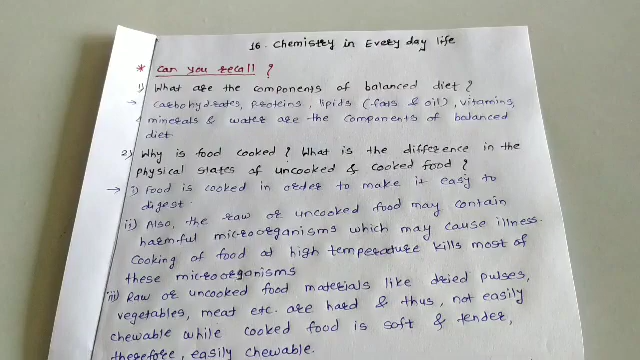 16. Chemistry in Every day life
* Can you recall ?
1) What are the components of balanced diet ?
→ Carbohydrates, proteins, lipids (fats & oil), vitamins,
minerals & water are the components of balanced
diet
2) Why is food cooked ? What is the difference in the
physical states of uncooked & cooked food ?
→ i) Food is cooked in order to make it easy to
digest.
ii) Also, the raw or uncooked food may contain
harmful microorganisms which may cause illness.
Cooking of food at high temperature kills most of
these microorganisms
iii) Raw or uncooked food materials like dried pulses,
vegetables, meat etc. are hard & thus, not easily
chewable while cooked food is soft & tender,
therefore, easily chewable.